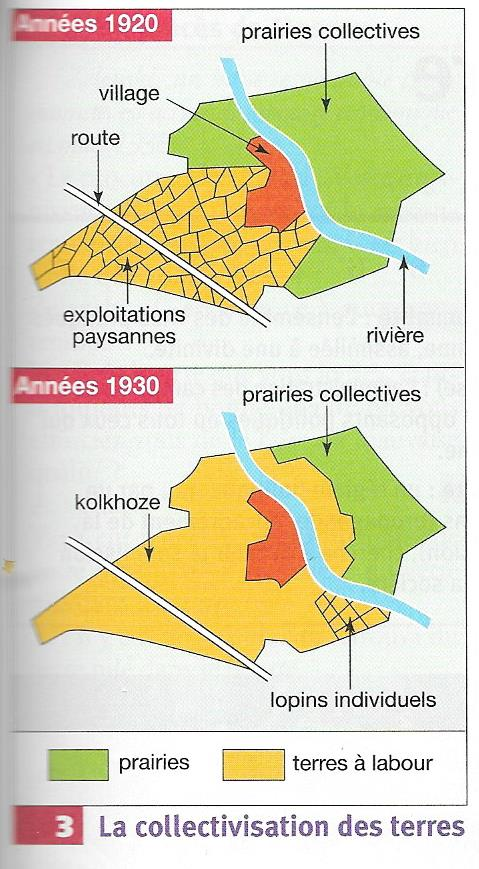 Années 1920
prairies collectives
village
route
exploitations
paysannes
rivière
Années 1930
prairies collectives
kolkhoze
lopins individuels
prairies
terres à labour
3 La collectivisation des terres